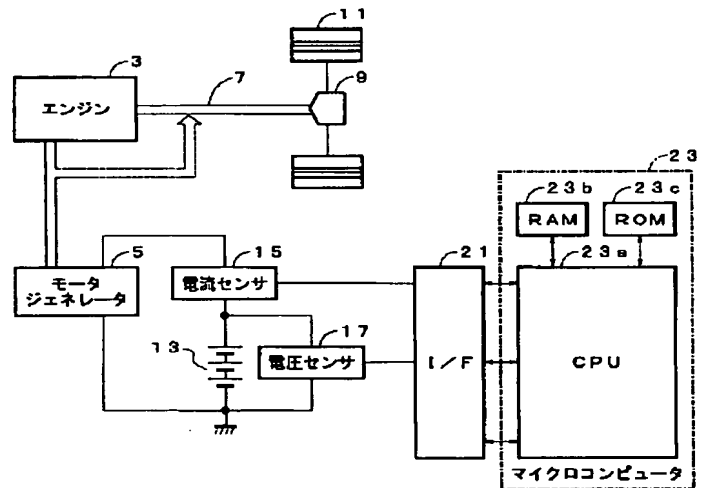 １１
３
７
９
エンジン
２３
２３ｂ
２３ｃ
RAM
ROM
５
１５
２１
２３ａ
モータ
ジェネレータ
電流センサ
１３
１７
電圧センサ
Ｉ／Ｆ
ＣＰＵ
マイクロコンピュータ